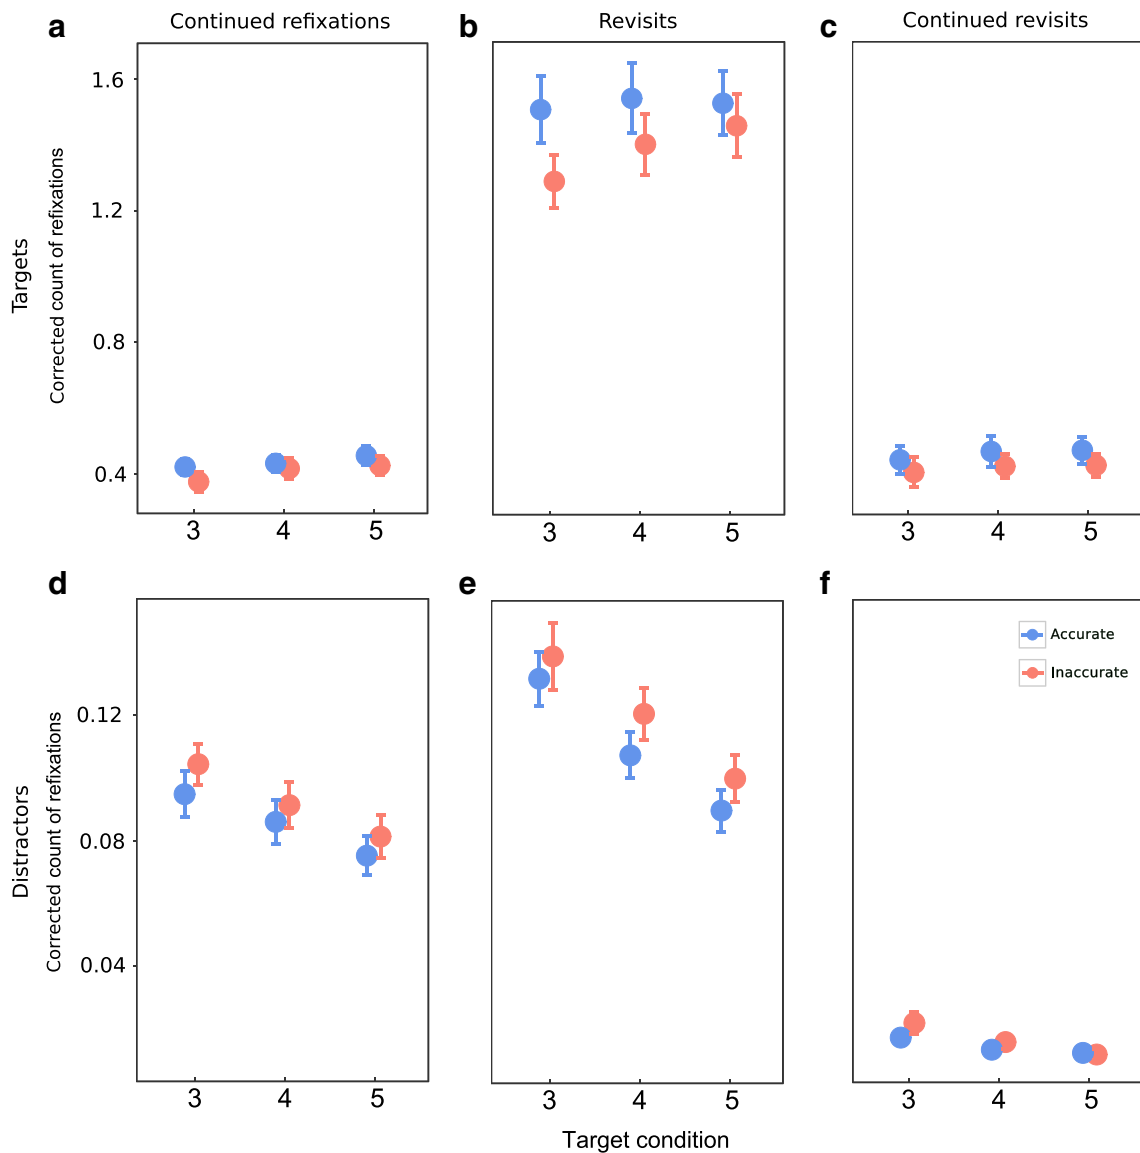 a Continued refixations
b Revisits
c Continued revisits
Targets
Corrected count of refixations
1.6
1.2
0.8
0.4
3 4 5
3 4 5
3 4 5
d
e
f
Accurate
Inaccurate
Distractors
Corrected count of refixations
0.12
0.08
0.04
3 4 5
3 4 5
3 4 5
Target condition